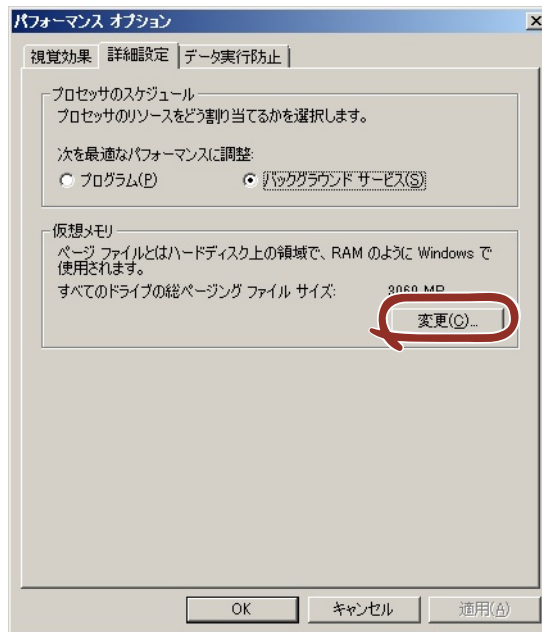 パフォーマンス オプション
視覚効果 詳細設定 データ実行防止
プロセッサのスケジュール
プロセッサのリソースをどう割り当てるかを選択します。
次を最適なパフォーマンスに調整:
プログラム(P) バックグラウンド サービス(S)
仮想メモリ
ページ ファイルとはハードディスク上の領域で、RAM のように Windows で
使用されます。
すべてのドライブの総ページング ファイル サイズ: 3069 MB
変更(C)...
OK キャンセル 適用(A)